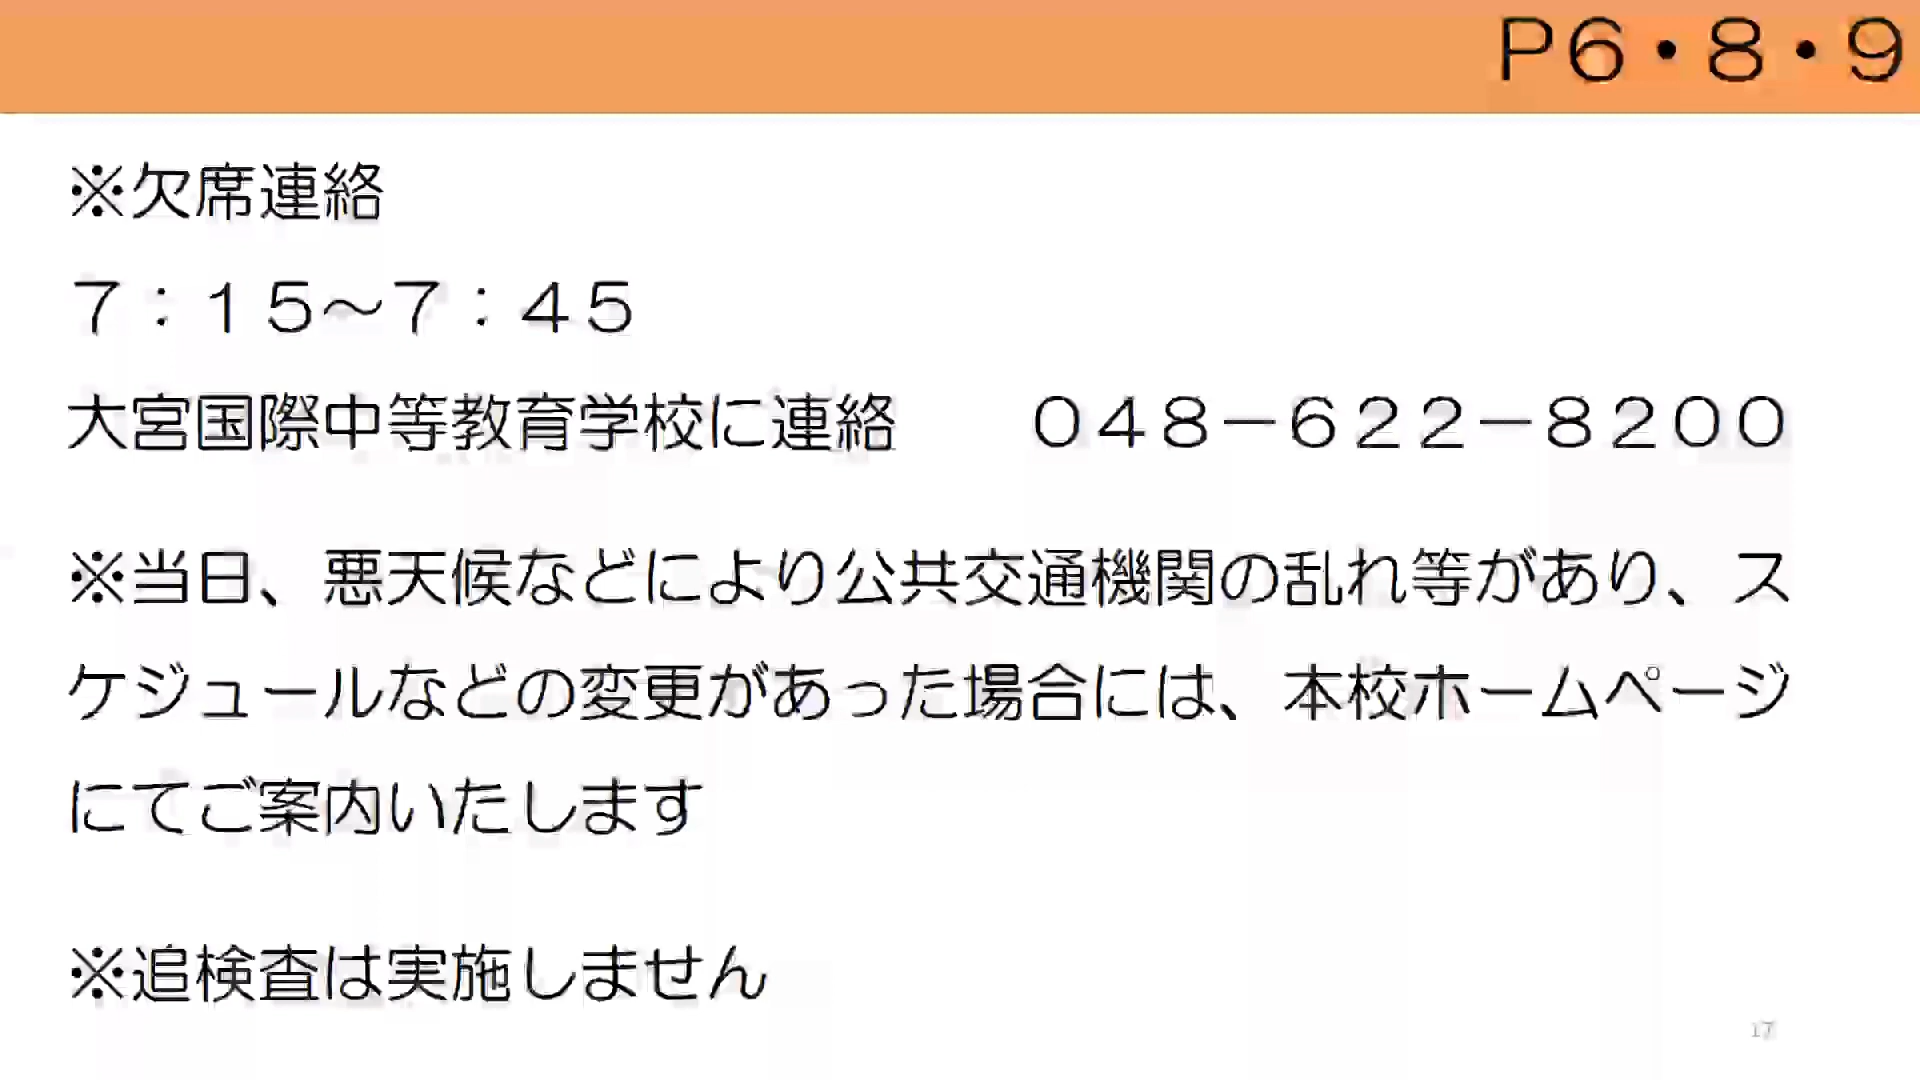 P6・8・9
※欠席連絡
７：１５～７：４５
大宮国際中等教育学校に連絡　　０４８－６２２－８２００
※当日、悪天候などにより公共交通機関の乱れ等があり、ス
ケジュールなどの変更があった場合には、本校ホームページ
にてご案内いたします
※追検査は実施しません
17